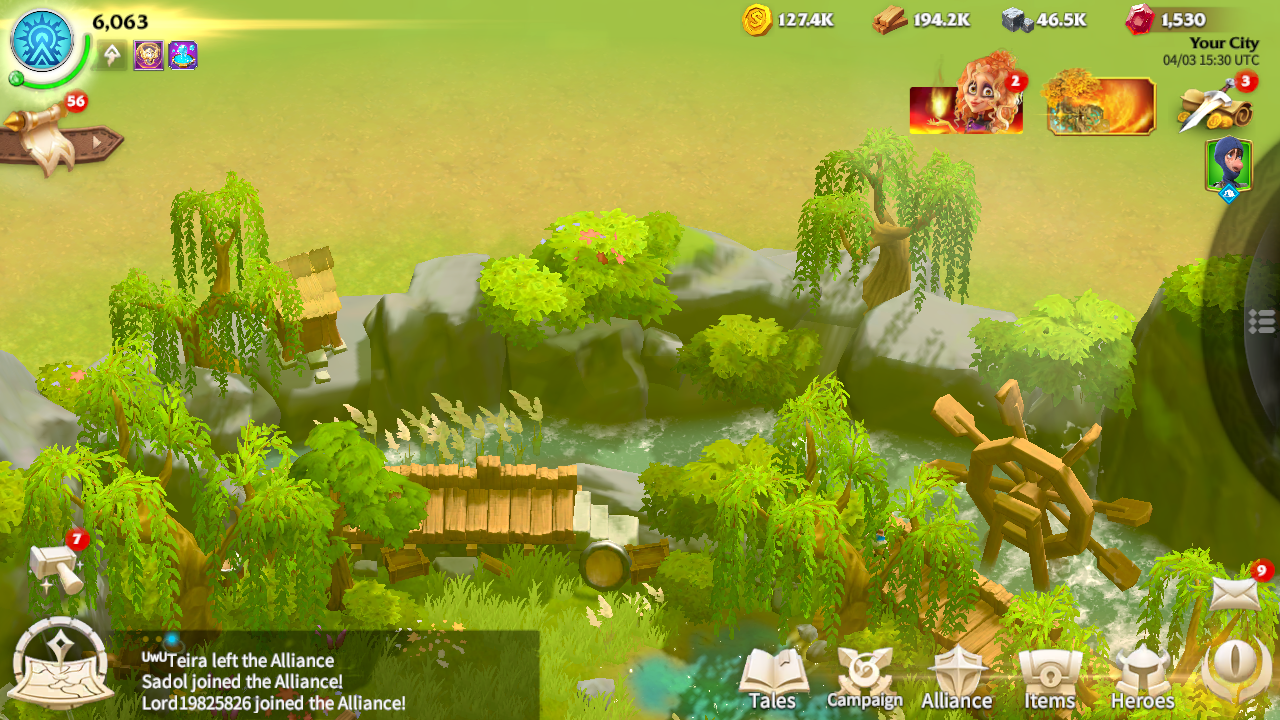 6,063
127.4K
194.2K
46.5K
1,530
Your City
04/03 15:30 UTC
2
3
56
7
9
UwUTeira left the Alliance
Sadol joined the Alliance!
Lord19825826 joined the Alliance!
Tales
Campaign
Alliance
Items
Heroes